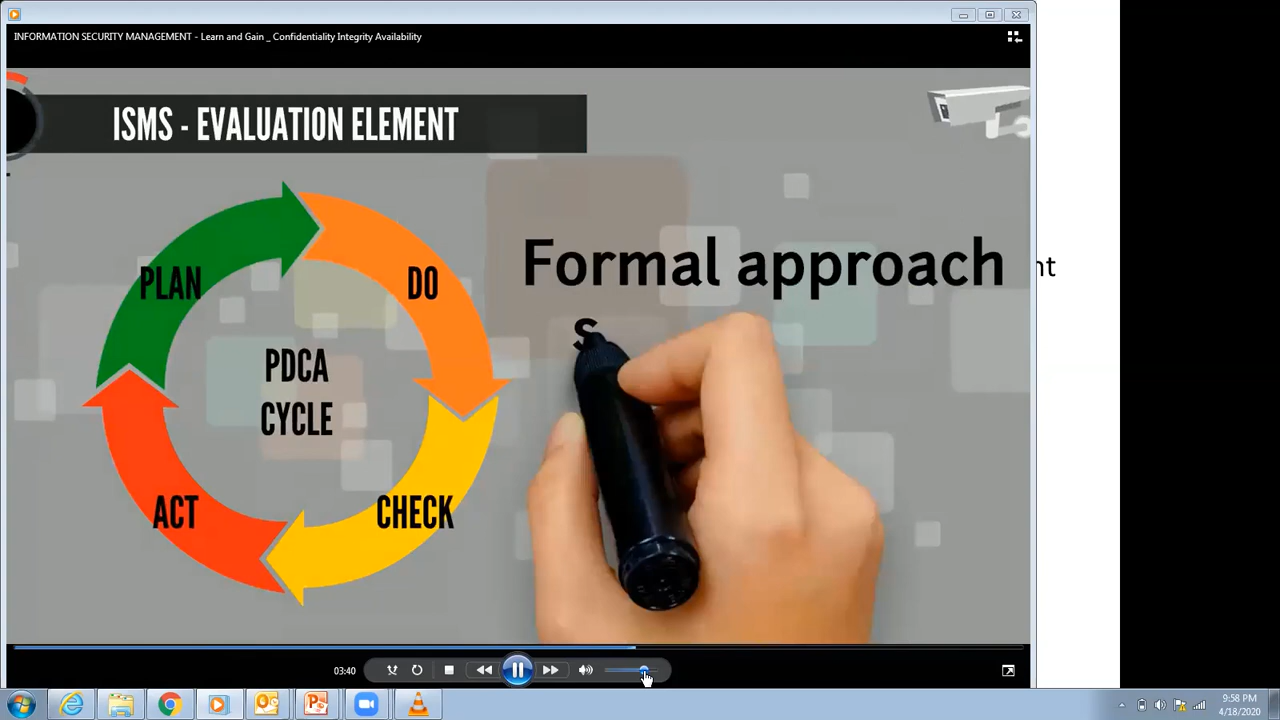 INFORMATION SECURITY MANAGEMENT - Learn and Gain _ Confidentiality Integrity Availability
ISMS - EVALUATION ELEMENT
Formal approach
s
PLAN
DO
PDCA
CYCLE
ACT
CHECK
nt
03:40
9:58 PM
4/18/2020